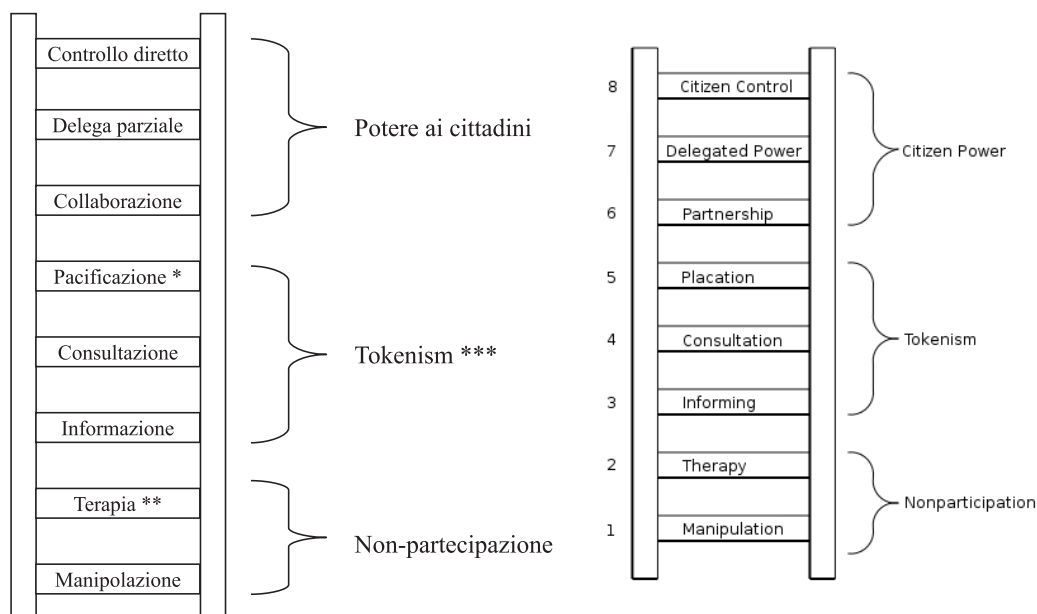 Controllo diretto
Delega parziale
Potere ai cittadini
Collaborazione
Pacificazione *
Consultazione
Tokenism ***
Informazione
Terapia **
Non-partecipazione
Manipolazione
8 Citizen Control
7 Delegated Power
Citizen Power
6 Partnership
5 Placation
4 Consultation
Tokenism
3 Informing
2 Therapy
Nonparticipation
1 Manipulation